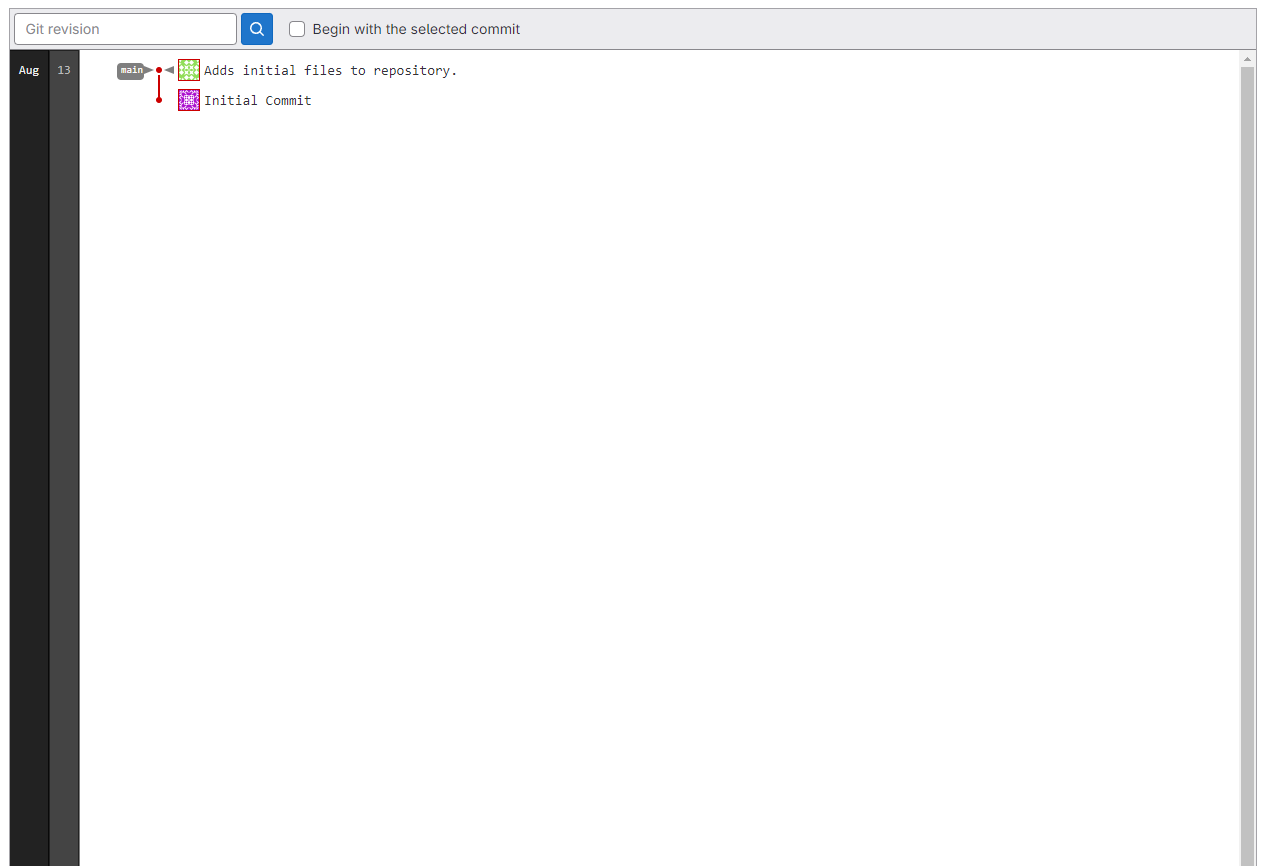 Git revision Begin with the selected commit
Aug 13 main Adds initial files to repository.
Initial Commit